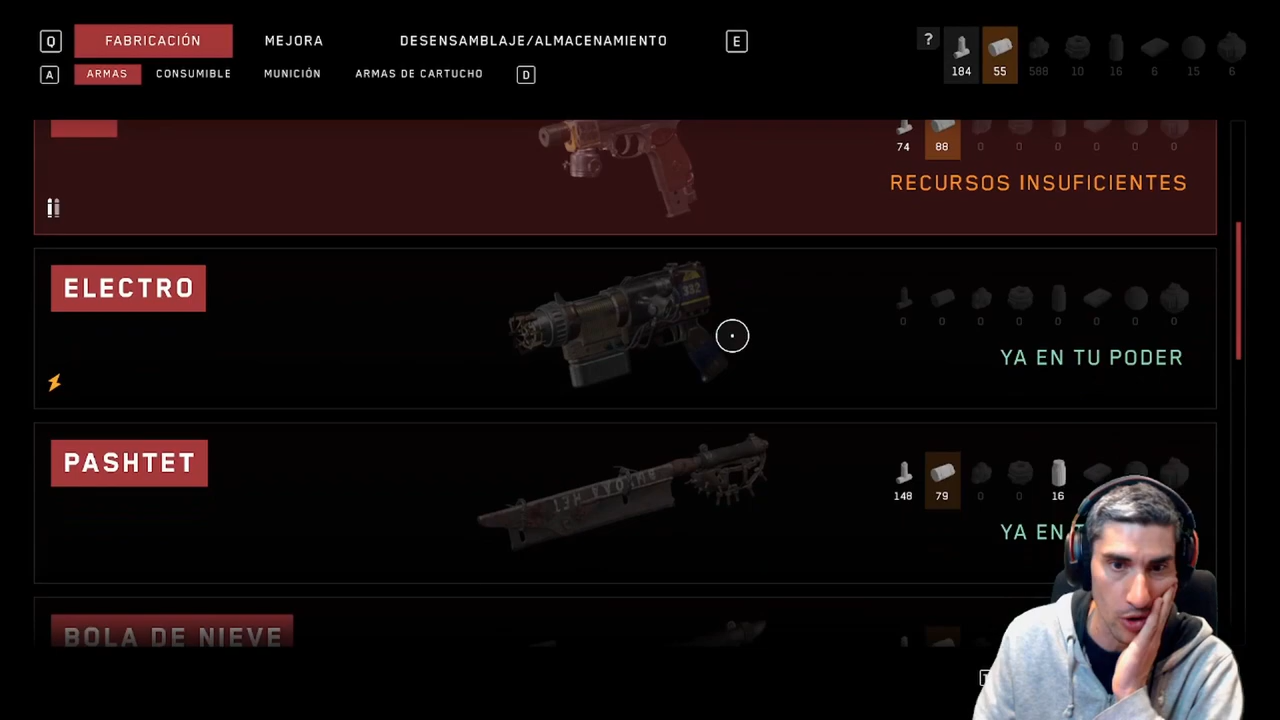 Q FABRICACIÓN MEJORA DESENSAMBLAJE/ALMACENAMIENTO E ?
184 55 588 10 16 6 15 6
A ARMAS CONSUMIBLE MUNICIÓN ARMAS DE CARTUCHO D
74 88 0 0 0 0 0 0
RECURSOS INSUFICIENTES
ELECTRO
332
0 0 0 0 0 0 0 0
YA EN TU PODER
PASHTET
148 79 0 0 16
YA EN
BOLA DE NIEVE